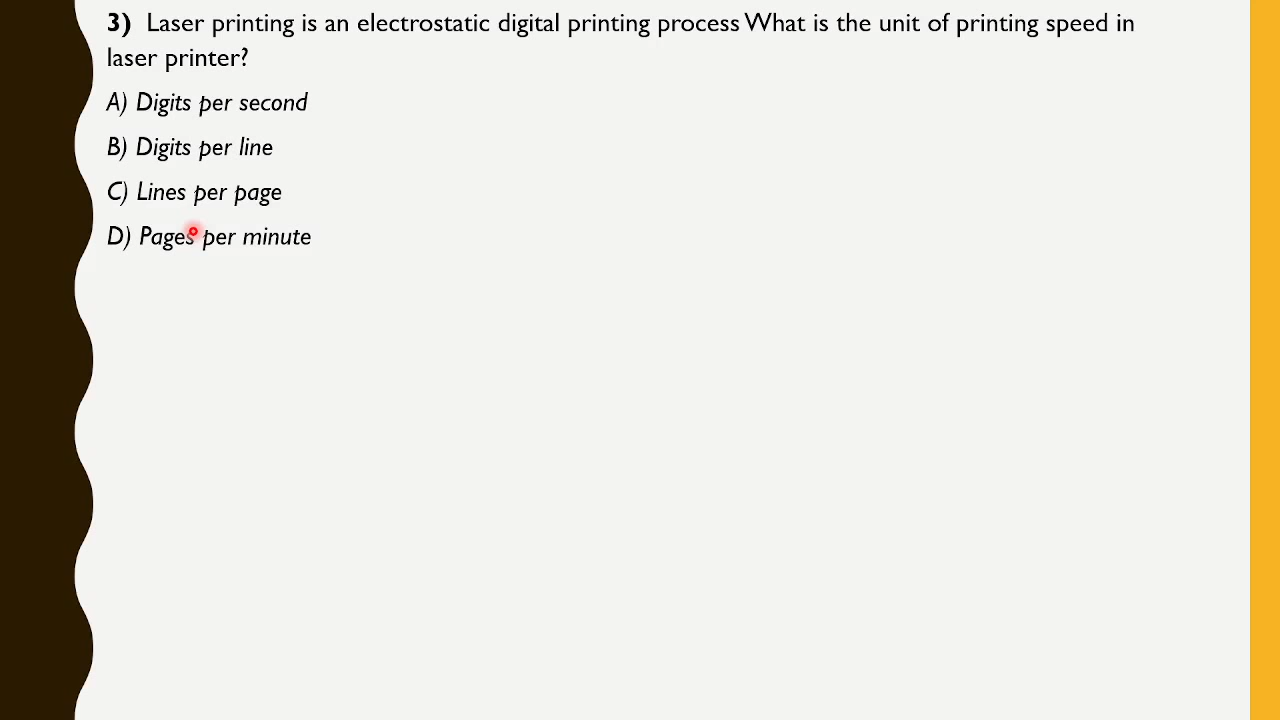 3) Laser printing is an electrostatic digital printing process What is the unit of printing speed in
laser printer?
A) Digits per second
B) Digits per line
C) Lines per page
D) Pages per minute